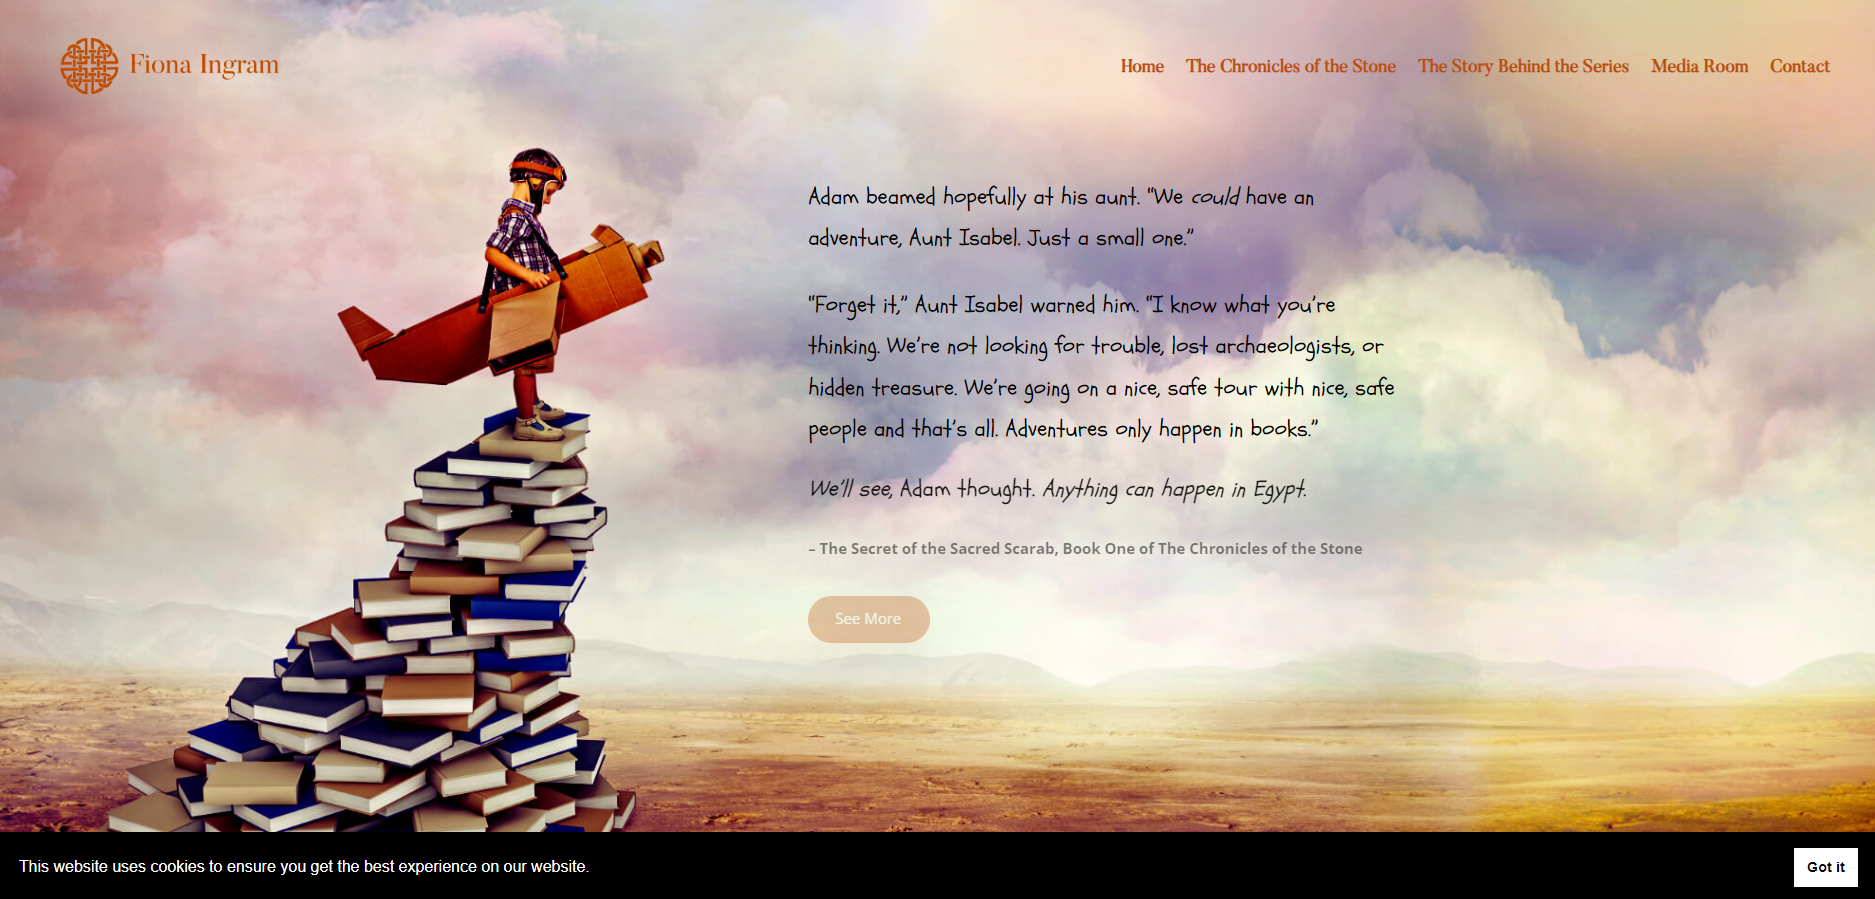 Fiona Ingram
Home
The Chronicles of the Stone
The Story Behind the Series
Media Room
Contact
Adam beamed hopefully at his aunt. “We could have an
adventure, Aunt Isabel. Just a small one.”
“Forget it,” Aunt Isabel warned him. “I know what you’re
thinking. We’re not looking for trouble, lost archaeologists, or
hidden treasure. We’re going on a nice, safe tour with nice, safe
people and that’s all. Adventures only happen in books.”
We’ll see, Adam thought. Anything can happen in Egypt.
– The Secret of the Sacred Scarab, Book One of The Chronicles of the Stone
See More
This website uses cookies to ensure you get the best experience on our website.
Got it